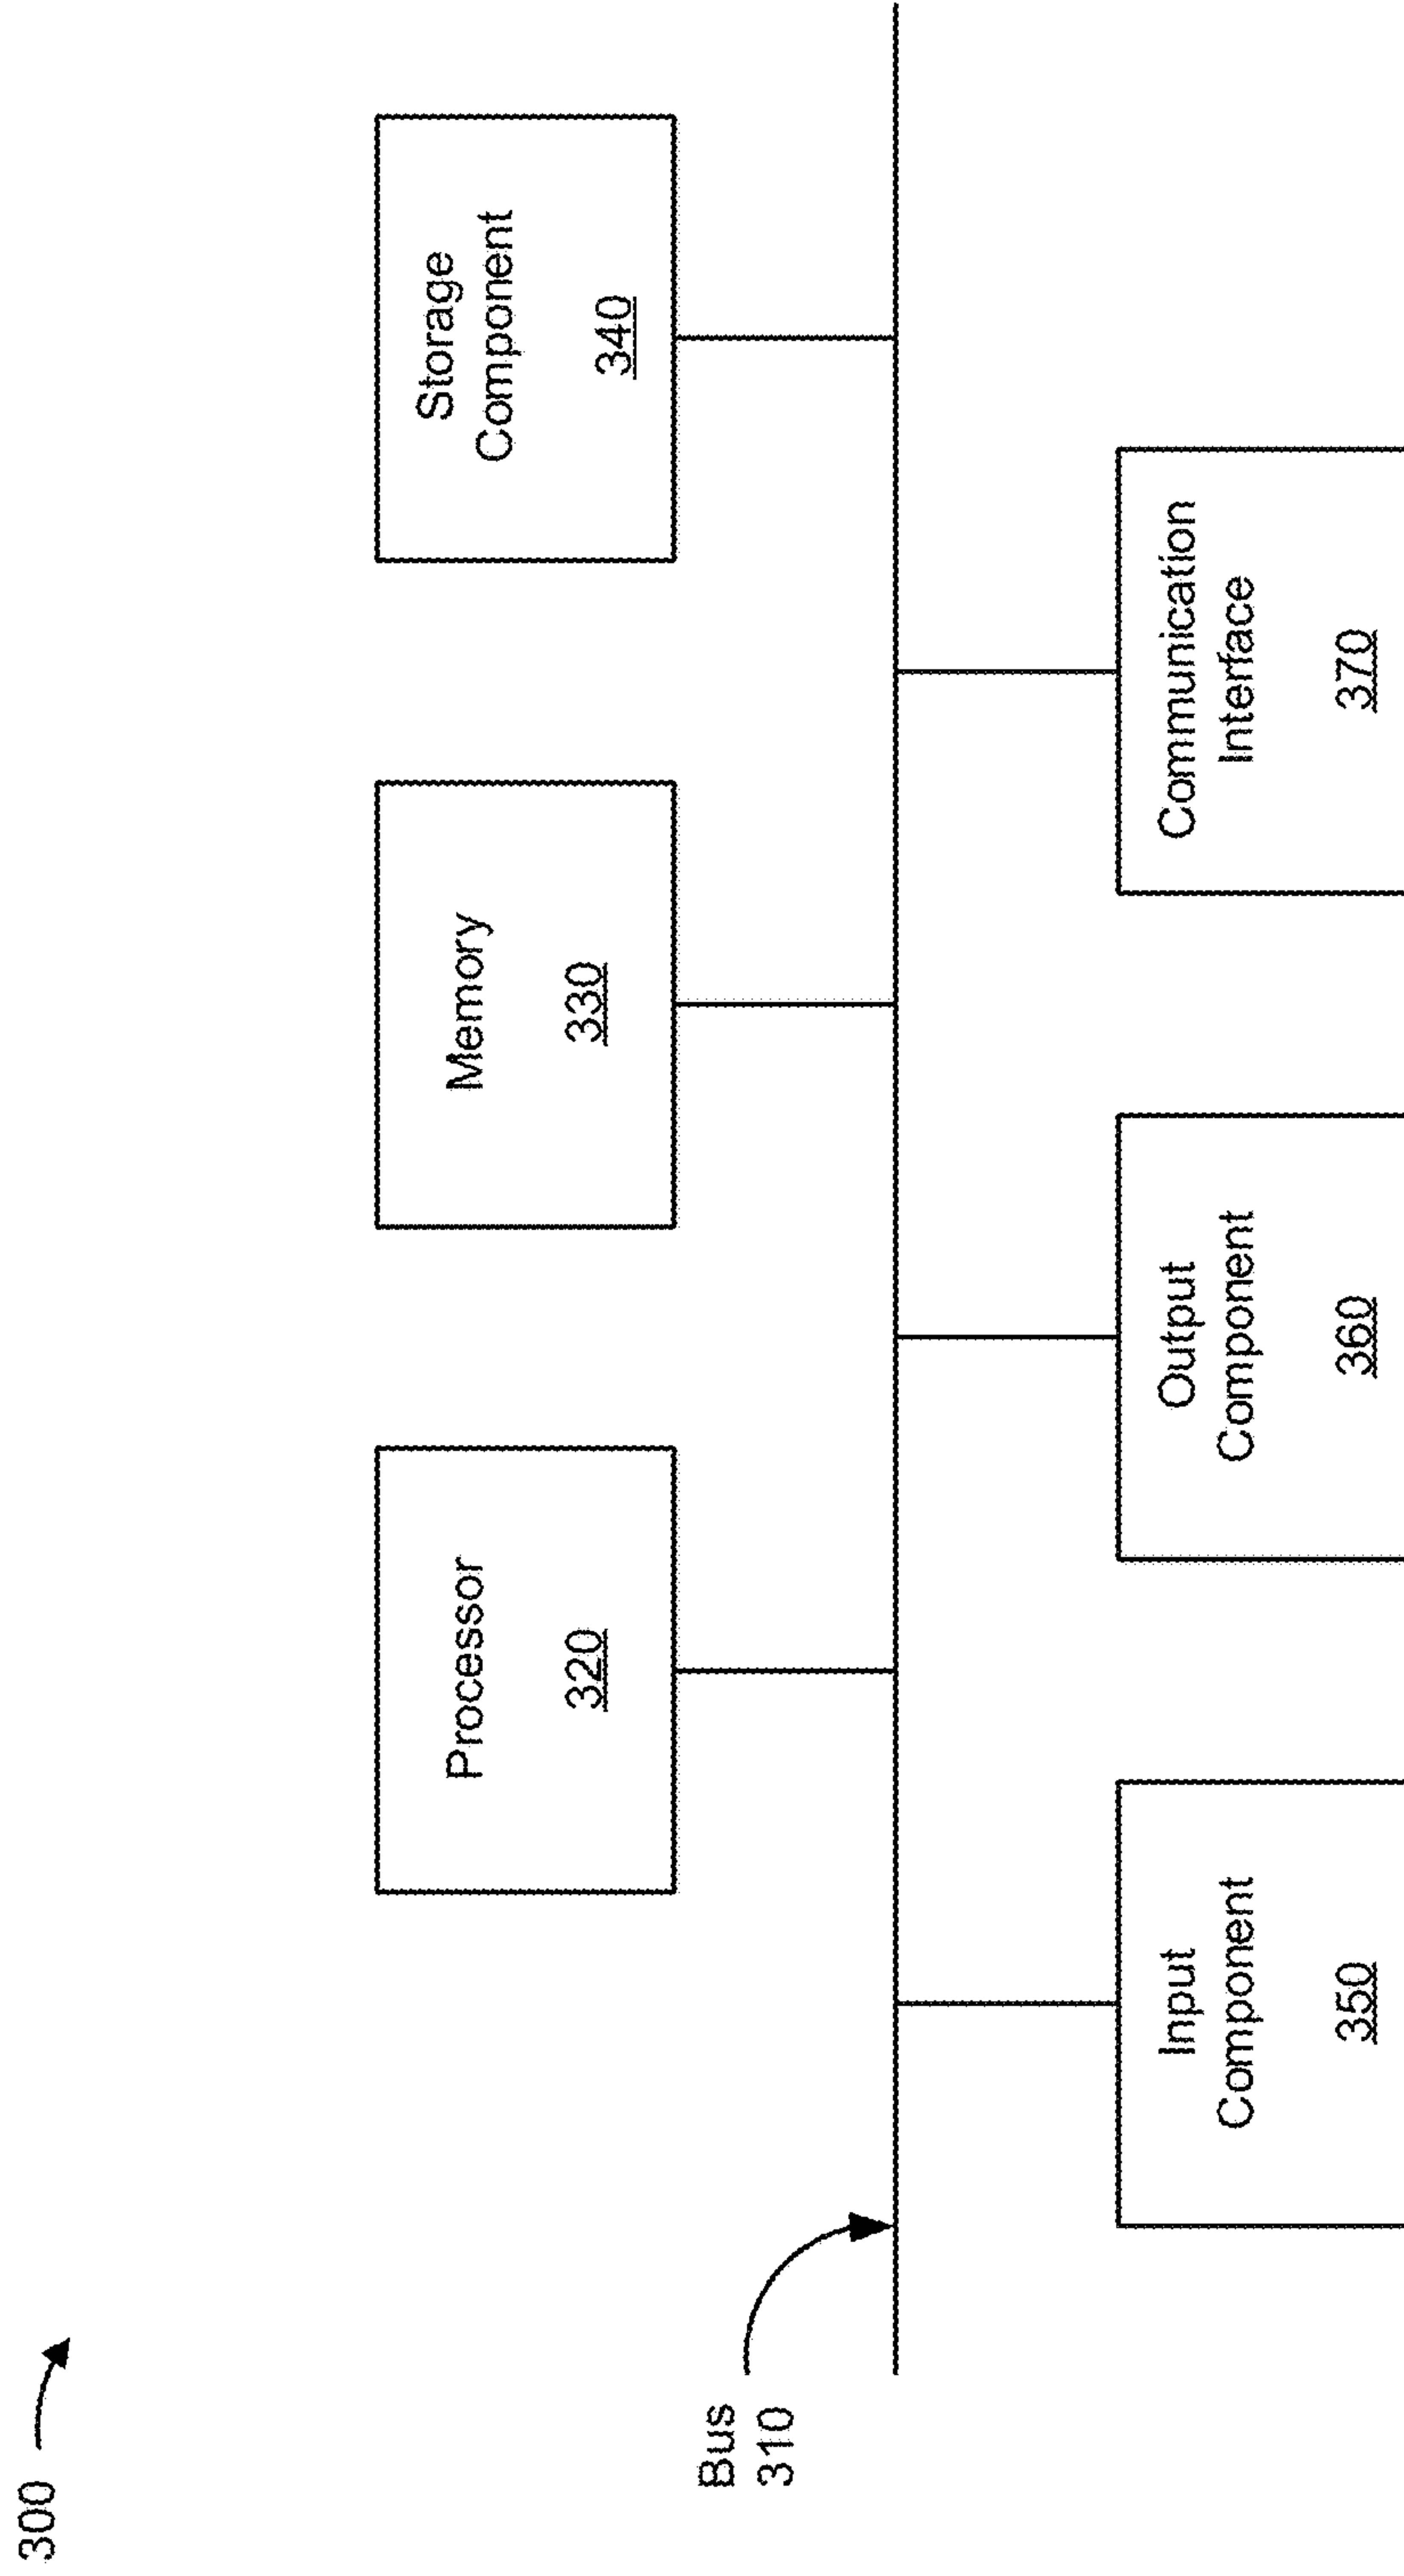 300
Processor
320
Memory
330
Storage
Component
340
Bus
310
Input
Component
350
Output
Component
360
Communication
Interface
370